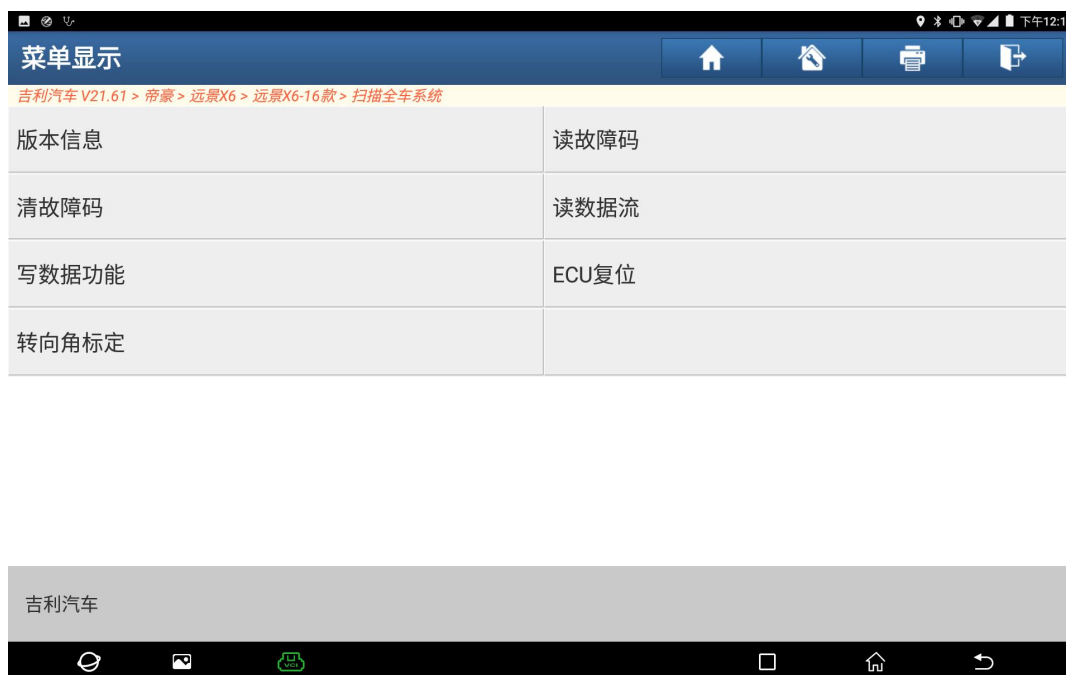 下午12:1
菜单显示
吉利汽车 V21.61 > 帝豪 > 远景X6 > 远景X6-16款 > 扫描全车系统
版本信息
读故障码
清故障码
读数据流
写数据功能
ECU复位
转向角标定
吉利汽车
VCI